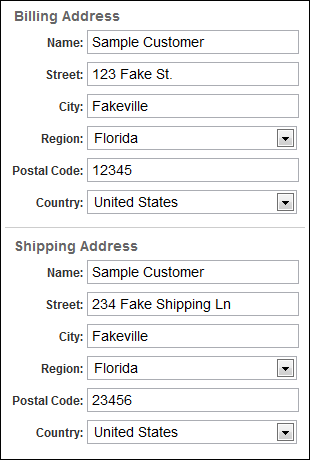 Billing Address
Name: Sample Customer
Street: 123 Fake St.
City: Fakeville
Region: Florida
Postal Code: 12345
Country: United States
Shipping Address
Name: Sample Customer
Street: 234 Fake Shipping Ln
City: Fakeville
Region: Florida
Postal Code: 23456
Country: United States